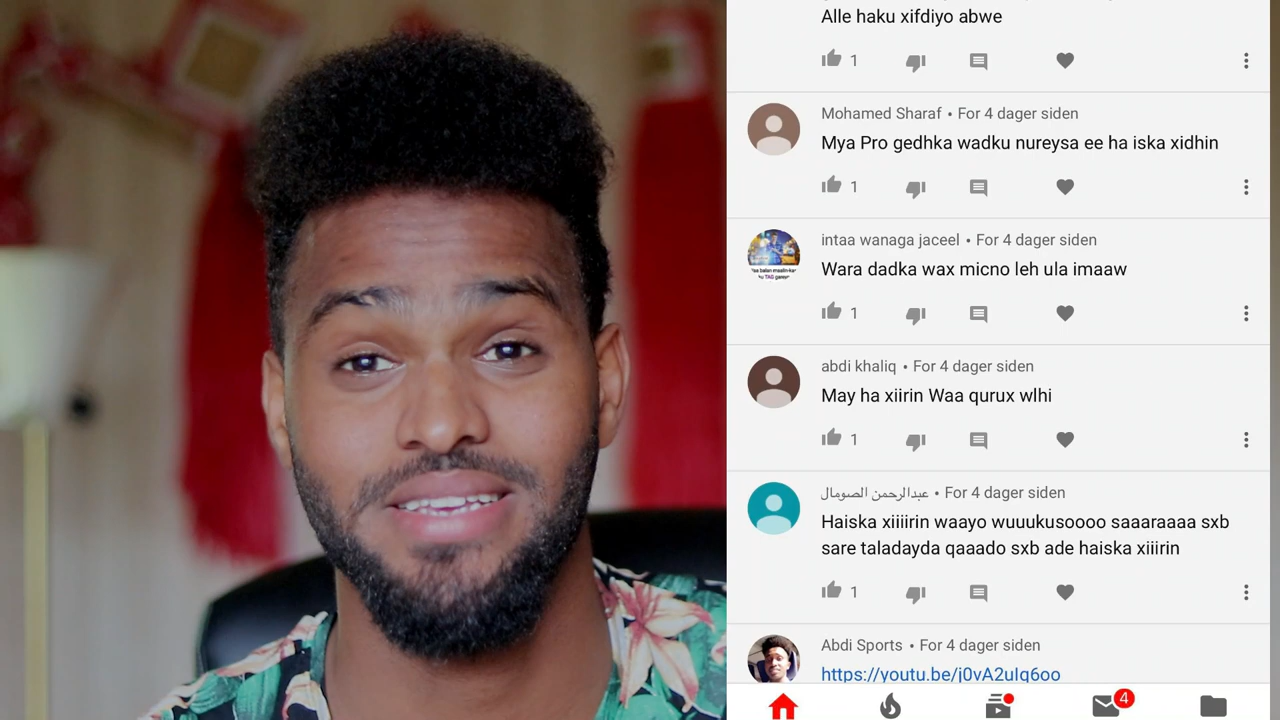 Alle haku xifdiyo abwe
1
Mohamed Sharaf • For 4 dager siden
Mya Pro gedhka wadku nureysa ee ha iska xidhin
1
intaa wanaga jaceel • For 4 dager siden
Wara dadka wax micno leh ula imaaw
1
abdi khaliq • For 4 dager siden
May ha xiirin Waa qurux wlhi
1
عبدالرحمن الصومال • For 4 dager siden
Haiska xiiiirin waayo wuuukusoooo saaaraaaa sxb
sare taladayda qaaado sxb ade haiska xiiirin
1
Abdi Sports • For 4 dager siden
https://youtu.be/j0vA2uIq6oo
4